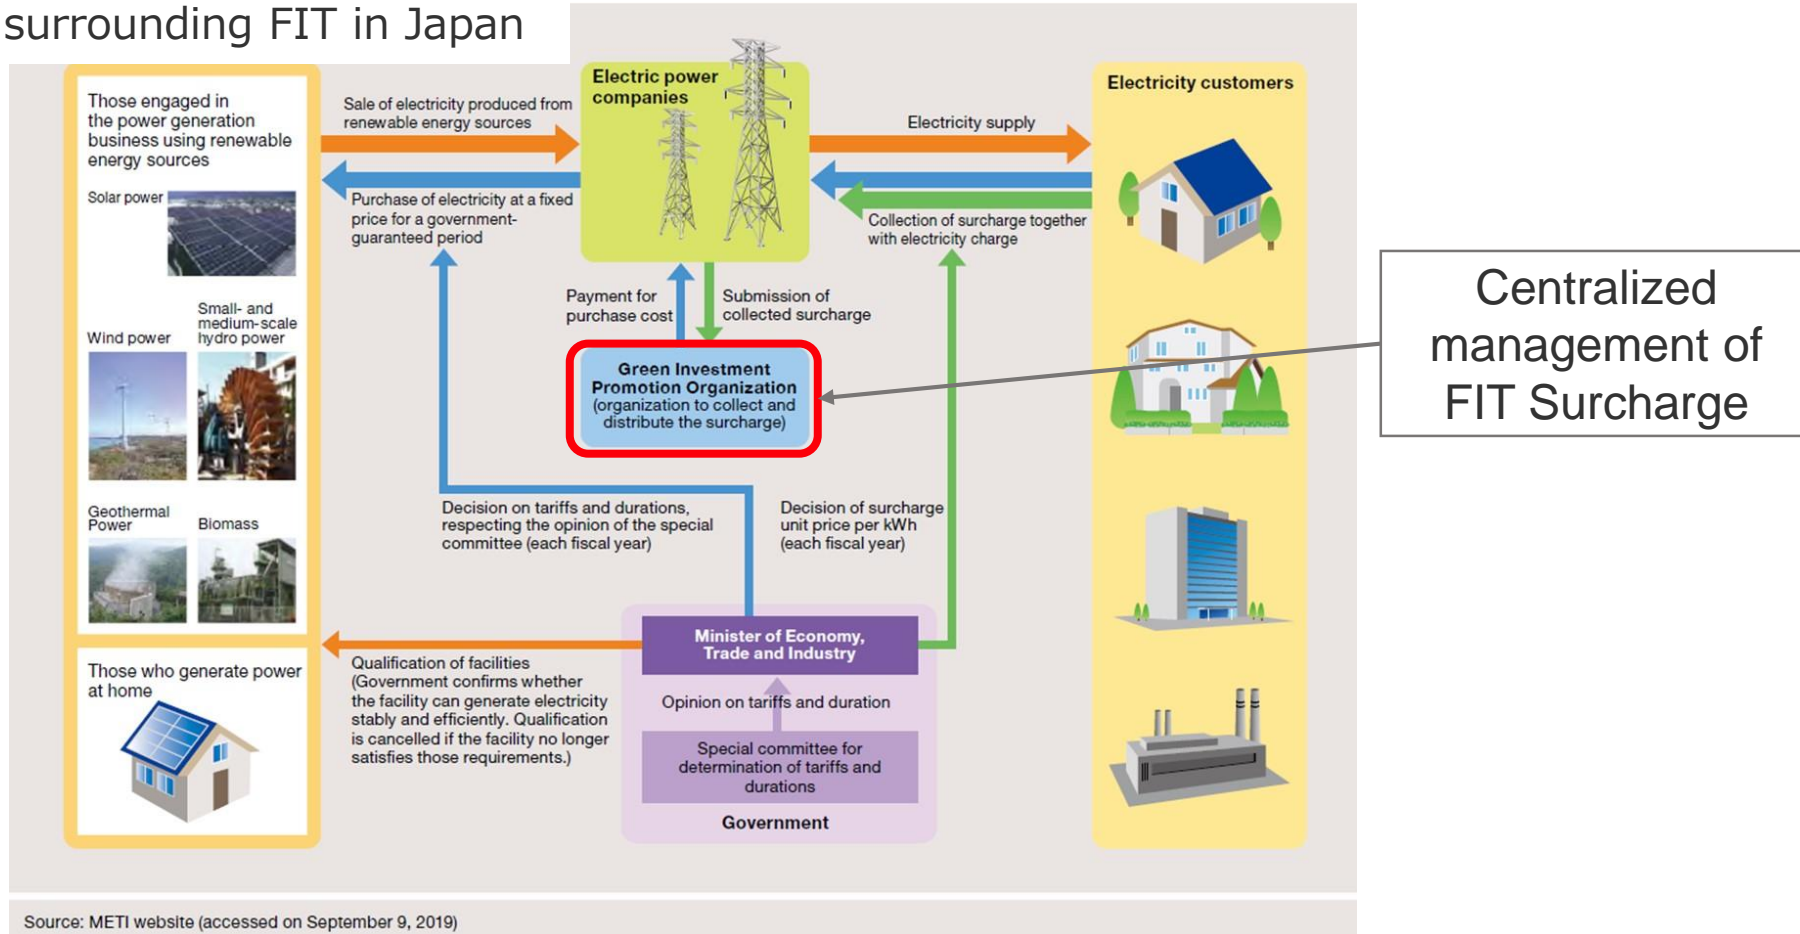 surrounding FIT in Japan
Those engaged in
the power generation
business using renewable
energy sources
Solar power
Wind power
Small- and
medium-scale
hydro power
Geothermal
Power
Biomass
Those who generate power
at home
Sale of electricity produced from
renewable energy sources
Purchase of electricity at a fixed
price for a government-
guaranteed period
Electric power
companies
Electricity supply
Collection of surcharge together
with electricity charge
Electricity customers
Payment for
purchase cost
Submission of
collected surcharge
Green Investment
Promotion Organization
(organization to collect and
distribute the surcharge)
Centralized
management of
FIT Surcharge
Decision on tariffs and durations,
respecting the opinion of the special
committee (each fiscal year)
Decision of surcharge
unit price per kWh
(each fiscal year)
Qualification of facilities
(Government confirms whether
the facility can generate electricity
stably and efficiently. Qualification
is cancelled if the facility no longer
satisfies those requirements.)
Minister of Economy,
Trade and Industry
Opinion on tariffs and duration
Special committee for
determination of tariffs and
durations
Government
Source: METI website (accessed on September 9, 2019)